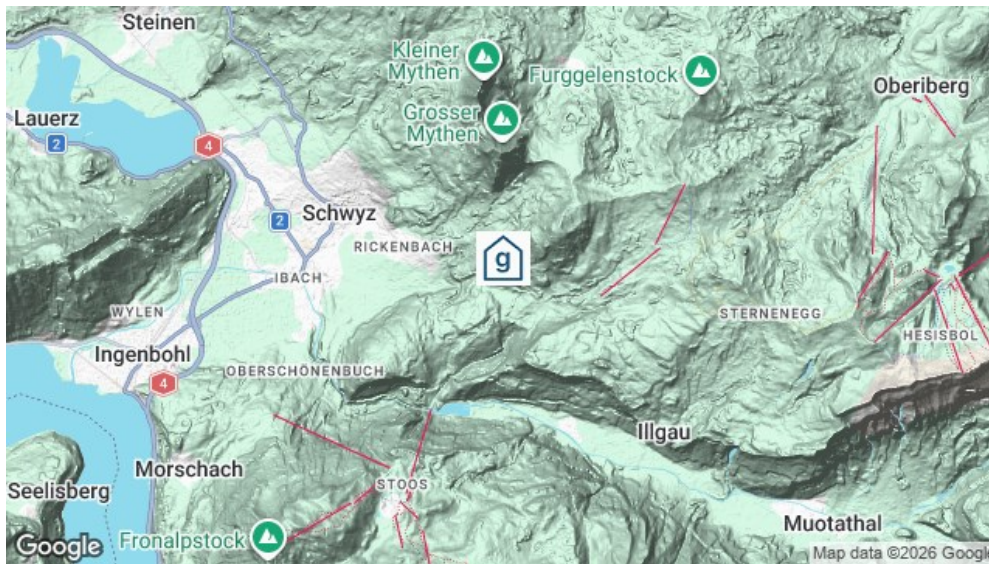 Steinen
Kleiner
Mythen
Furggelenstock
Oberiberg
Grosser
Mythen
Lauerz
2
4
2
Schwyz
RICKENBACH
g
IBACH
WYLEN
STERNENEGG
HESISBOL
Ingenbohl
4
OBERSCHÖNENBUCH
Illgau
Morschach
STOOS
Seelisberg
Muotathal
Fronalpstock
Google
Map data ©2026 Google